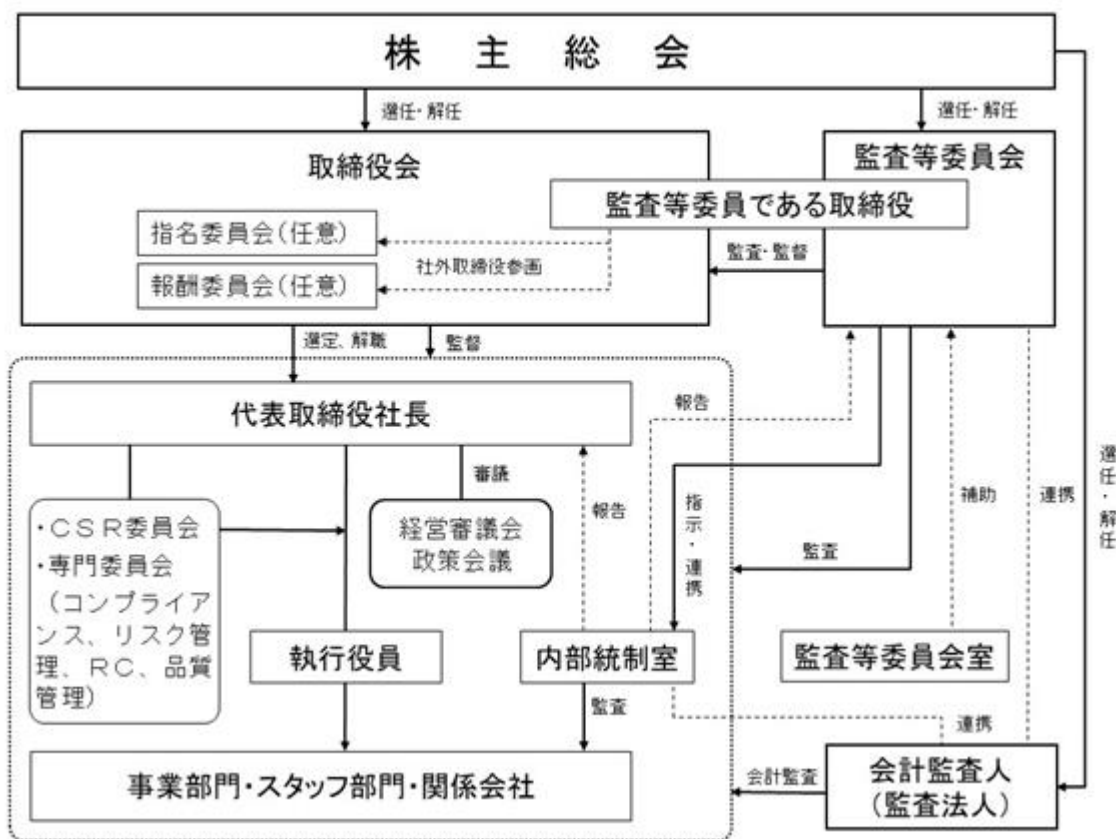 株主総会
選任・解任
選任・解任
取締役会
監査等委員会
監査等委員である取締役
指名委員会(任意)
社外取締役参画
報酬委員会(任意)
監査・監督
選定、解職
監督
代表取締役社長
審議
報告
報告
指示・連携
補助
連携
選任・解任
・CSR委員会
・専門委員会
(コンプライア
ンス、リスク管
理、RC、品質
管理)
経営審議会
政策会議
監査
執行役員
内部統制室
監査等委員会室
監査
連携
事業部門・スタッフ部門・関係会社
会計監査
会計監査人
(監査法人)